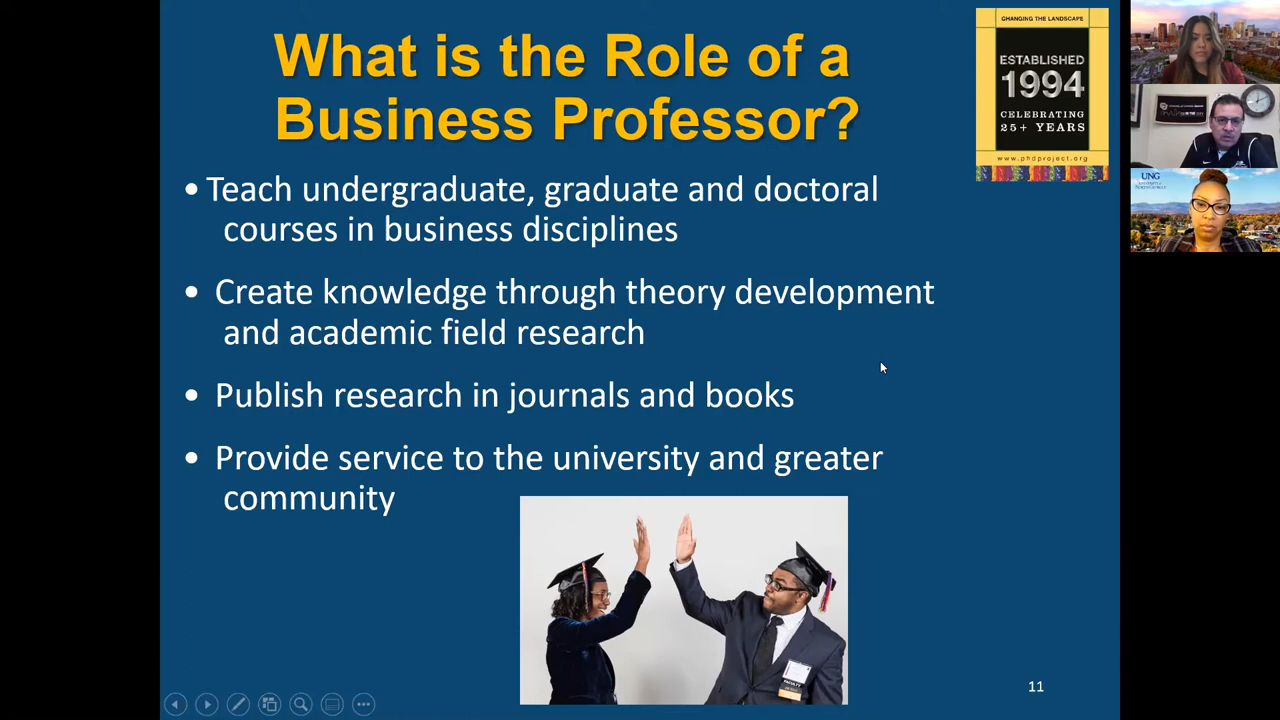 What is the Role of a
Business Professor?
• Teach undergraduate, graduate and doctoral
courses in business disciplines
• Create knowledge through theory development
and academic field research
• Publish research in journals and books
• Provide service to the university and greater
community
CHANGING THE LANDSCAPE
ESTABLISHED
1994
CELEBRATING
25+ YEARS
www.phdproject.org
UNG
FACULTY
11